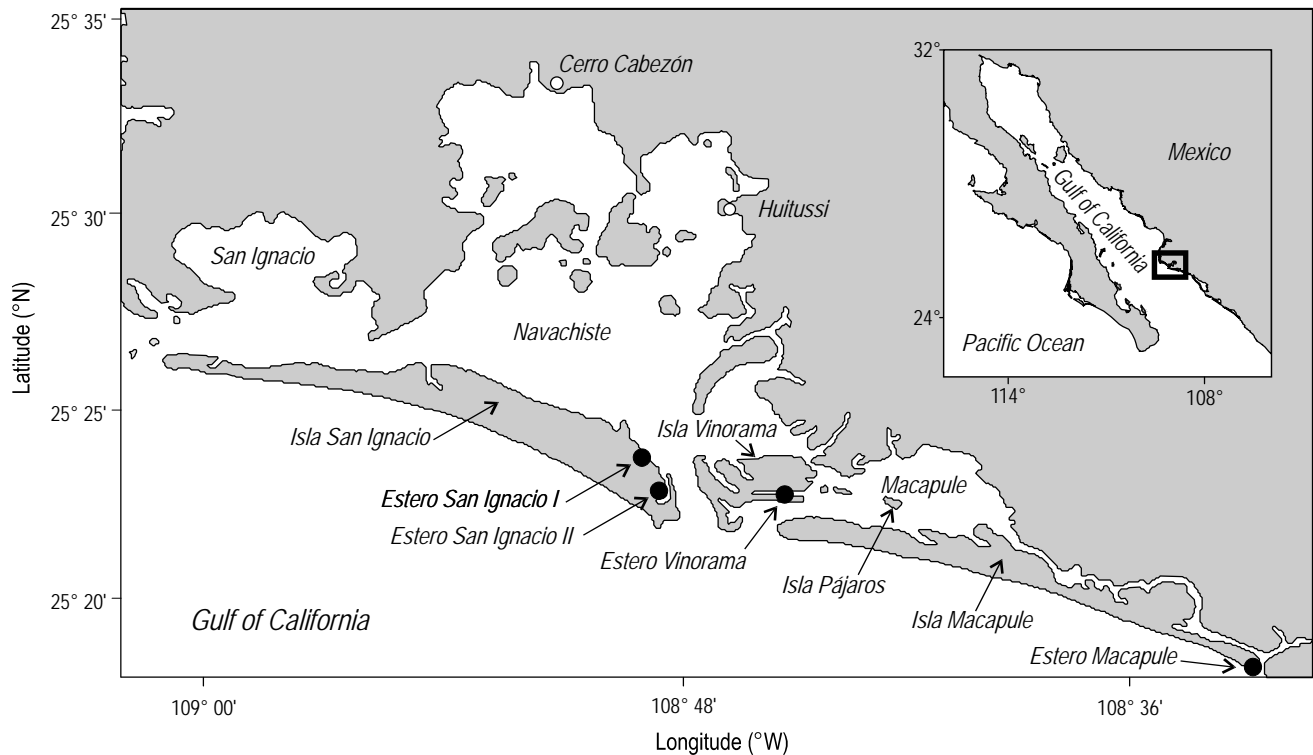 25° 35'
Cerro Cabezón
32°
Mexico
Gulf of California
25° 30'
Huitussi
San Ignacio
24°
Navachiste
Pacific Ocean
114°
108°
Latitude (°N)
25° 25'
Isla San Ignacio
Isla Vinorama
Macapule
Estero San Ignacio I
Estero San Ignacio II
Estero Vinorama
Isla Pájaros
25° 20'
Gulf of California
Isla Macapule
Estero Macapule
109° 00'
108° 48'
108° 36'
Longitude (°W)